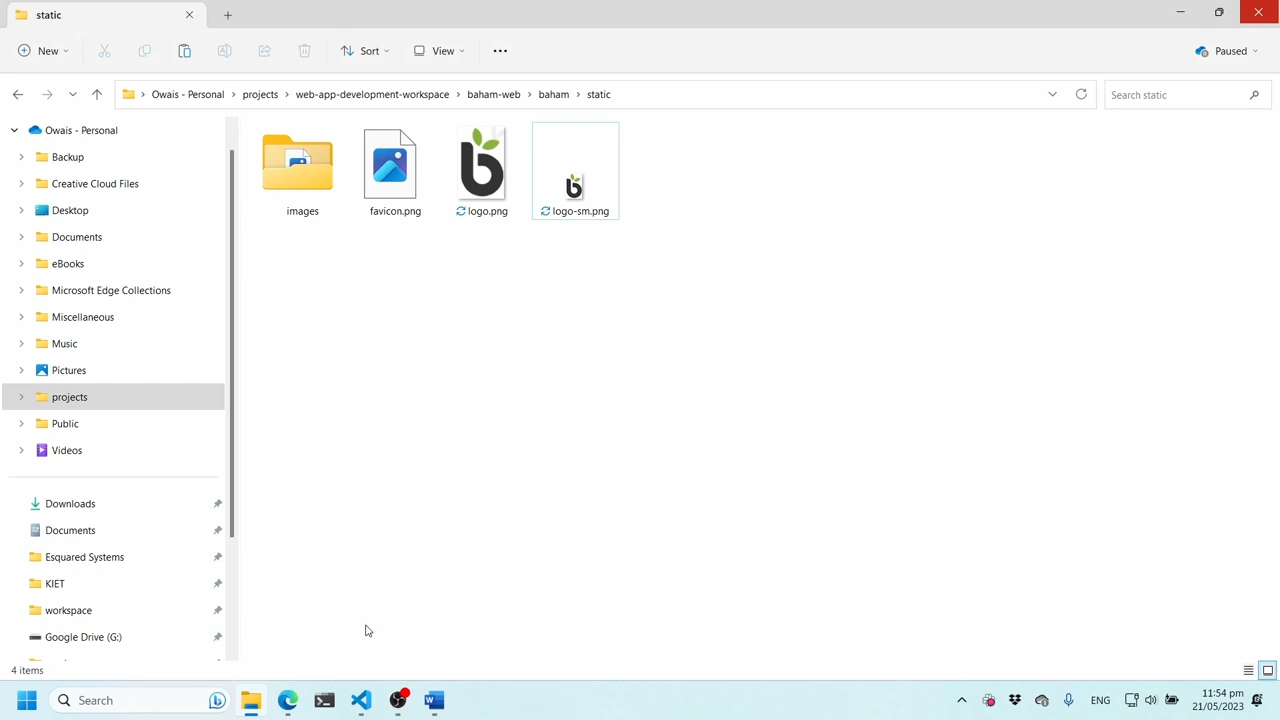 static
New
Sort
View
Paused
Owais - Personal
projects
web-app-development-workspace
baham-web
baham
static
Search static
Owais - Personal
Backup
Creative Cloud Files
Desktop
Documents
eBooks
Microsoft Edge Collections
Miscellaneous
Music
Pictures
projects
Public
Videos
Downloads
Documents
Esquared Systems
KIET
workspace
Google Drive (G:)
images
favicon.png
logo.png
logo-sm.png
4 items
Search
ENG
11:54 pm
21/05/2023